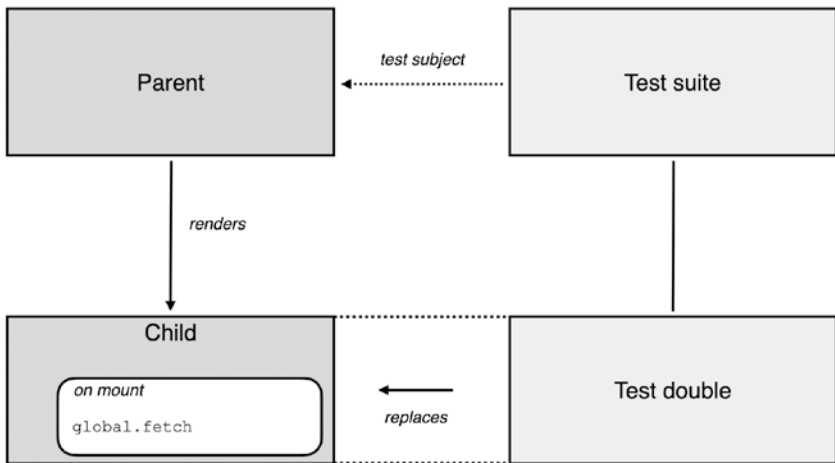 Parent
test subject
Test suite
renders
Child
on mount
global.fetch
replaces
Test double